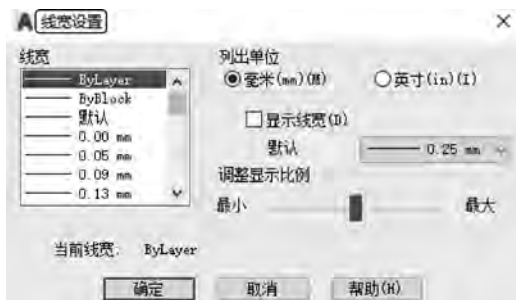 线宽设置
线宽
ByLayer
ByBlock
默认
0.00 mm
0.05 mm
0.09 mm
0.13 mm
列出单位
毫米(mm)(M)
英寸(in)(I)
显示线宽(D)
默认
0.25 mm
调整显示比例
最小
最大
当前线宽: ByLayer
确定
取消
帮助(H)